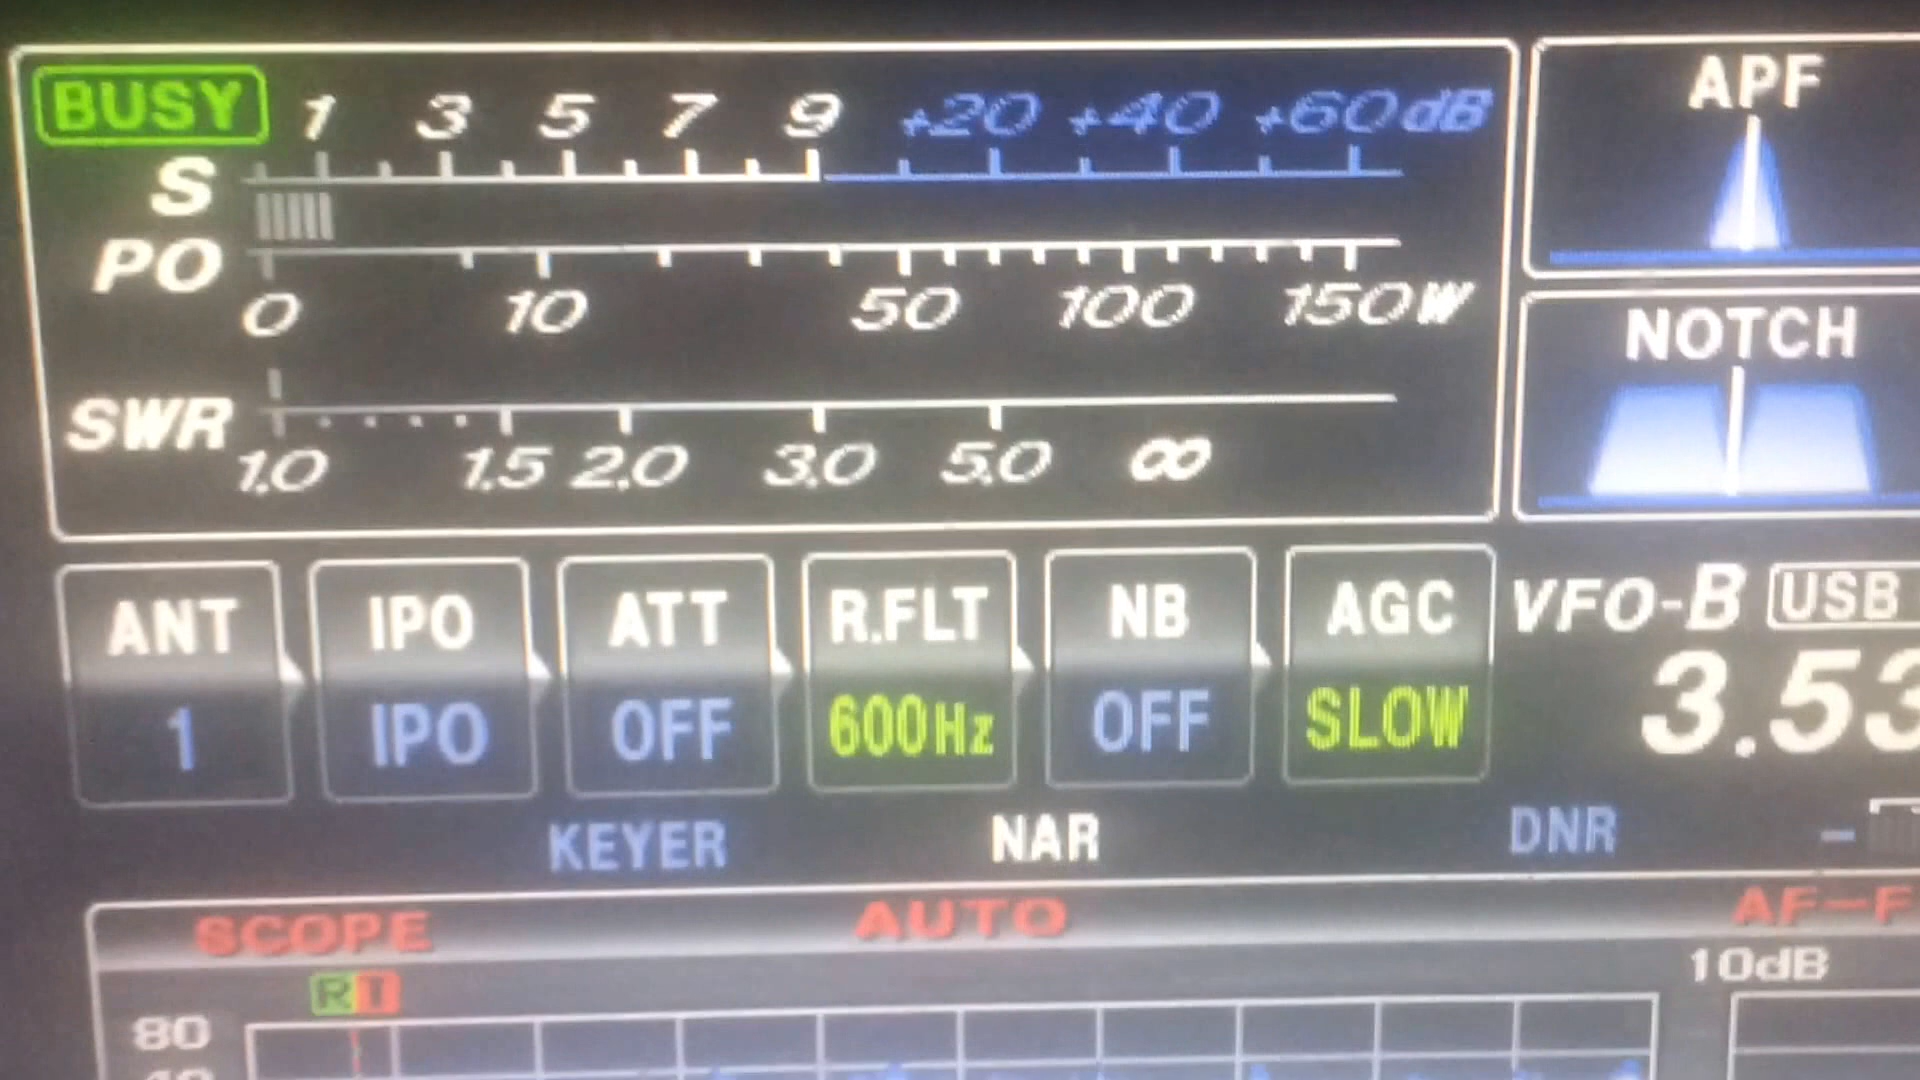 BUSY 1 3 5 7 9 +20 +40 +60dB
S
PO
0 10 50 100 150W
SWR
1.0 1.5 2.0 3.0 5.0 ∞
APF
NOTCH
ANT IPO ATT R.FLT NB AGC
1 IPO OFF 600Hz OFF SLOW
VFO-B USB
3.53
KEYER NAR DNR
SCOPE AUTO AF-F
10dB
R T
80